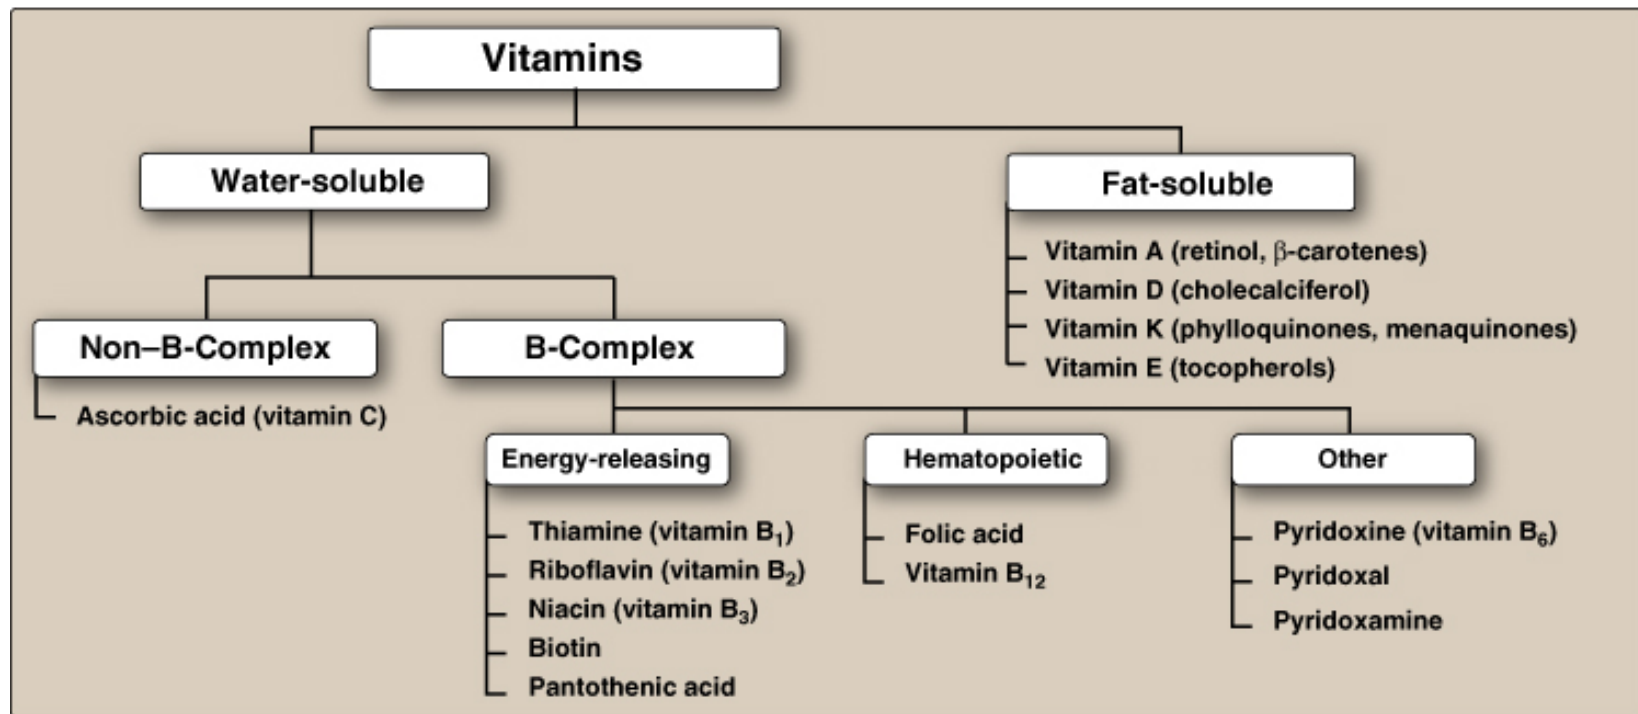 Vitamins
Water-soluble
Fat-soluble
Vitamin A (retinol, β-carotenes)
Vitamin D (cholecalciferol)
Vitamin K (phylloquinones, menaquinones)
Vitamin E (tocopherols)
Non–B-Complex
Ascorbic acid (vitamin C)
B-Complex
Energy-releasing
Thiamine (vitamin B₁)
Riboflavin (vitamin B₂)
Niacin (vitamin B₃)
Biotin
Pantothenic acid
Hematopoietic
Folic acid
Vitamin B₁₂
Other
Pyridoxine (vitamin B₆)
Pyridoxal
Pyridoxamine